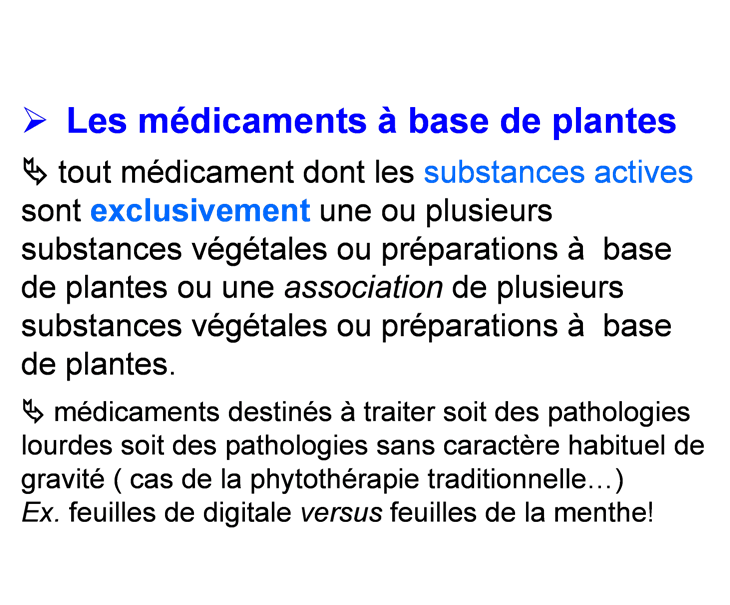 ➢ Les médicaments à base de plantes
⮡ tout médicament dont les substances actives
sont exclusivement une ou plusieurs
substances végétales ou préparations à  base
de plantes ou une association de plusieurs
substances végétales ou préparations à  base
de plantes.
⮡ médicaments destinés à traiter soit des pathologies
lourdes soit des pathologies sans caractère habituel de
gravité ( cas de la phytothérapie traditionnelle…)
Ex. feuilles de digitale versus feuilles de la menthe!